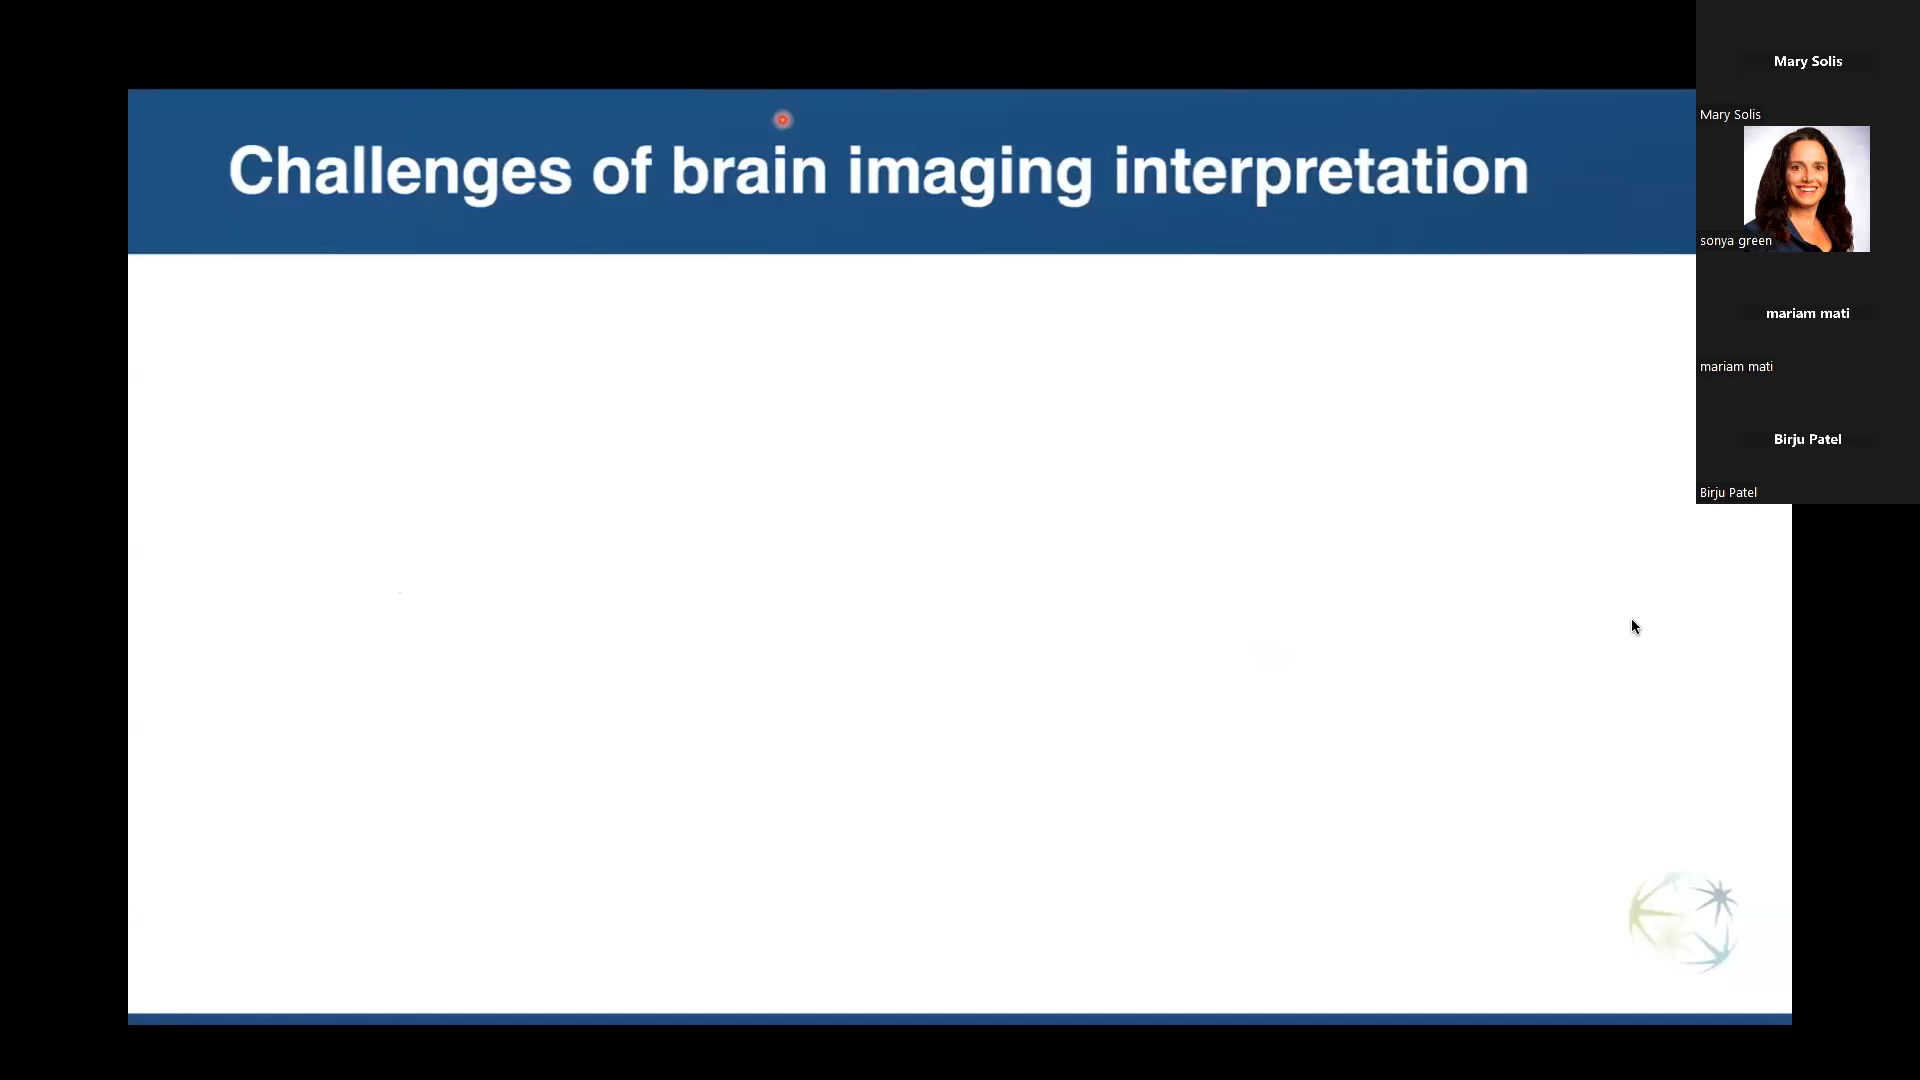 Challenges of brain imaging interpretation
Mary Solis
Mary Solis
sonya green
mariam mati
mariam mati
Birju Patel
Birju Patel